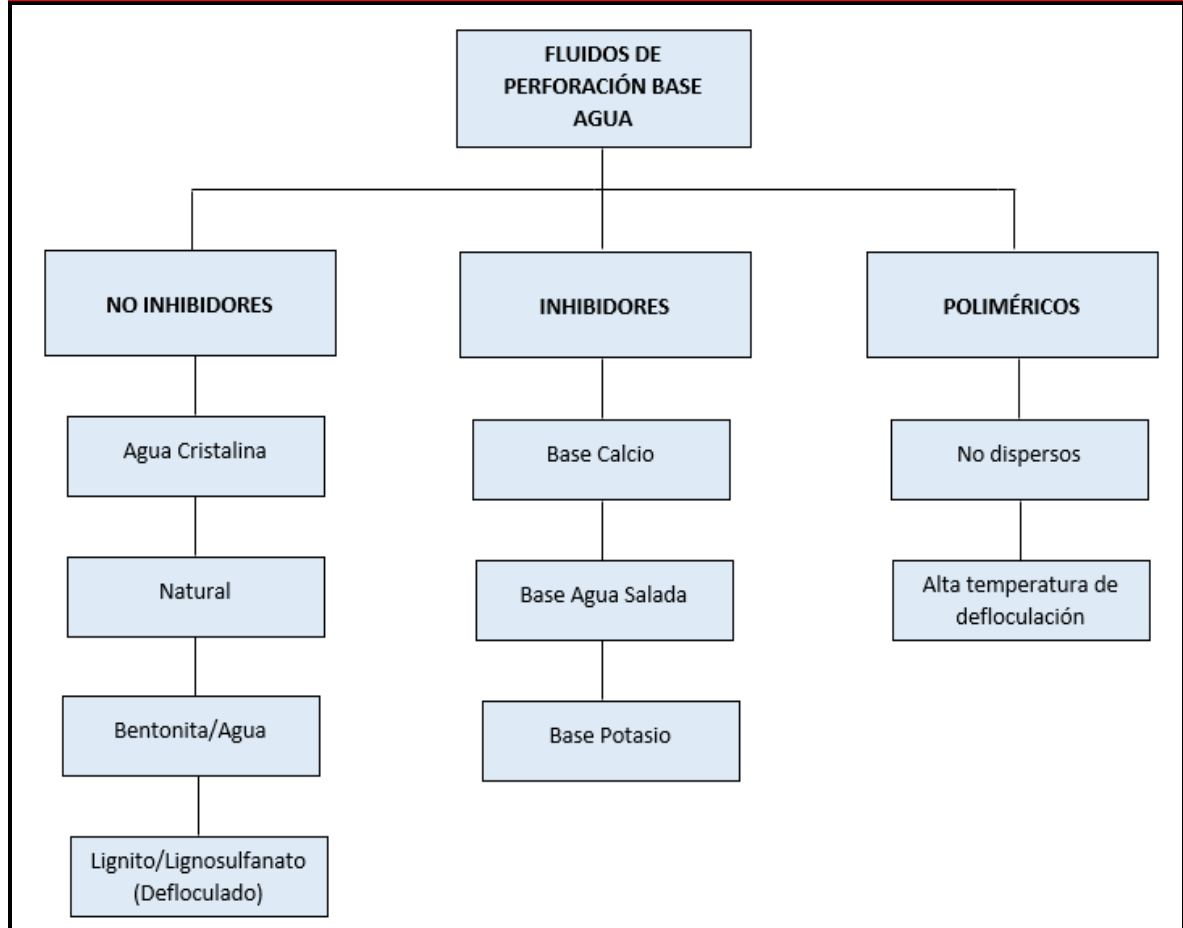 FLUIDOS DE
PERFORACIÓN BASE
AGUA
NO INHIBIDORES
INHIBIDORES
POLIMÉRICOS
Agua Cristalina
Base Calcio
No dispersos
Natural
Base Agua Salada
Alta temperatura de
defloculación
Bentonita/Agua
Base Potasio
Lignito/Lignosulfanato
(Defloculado)